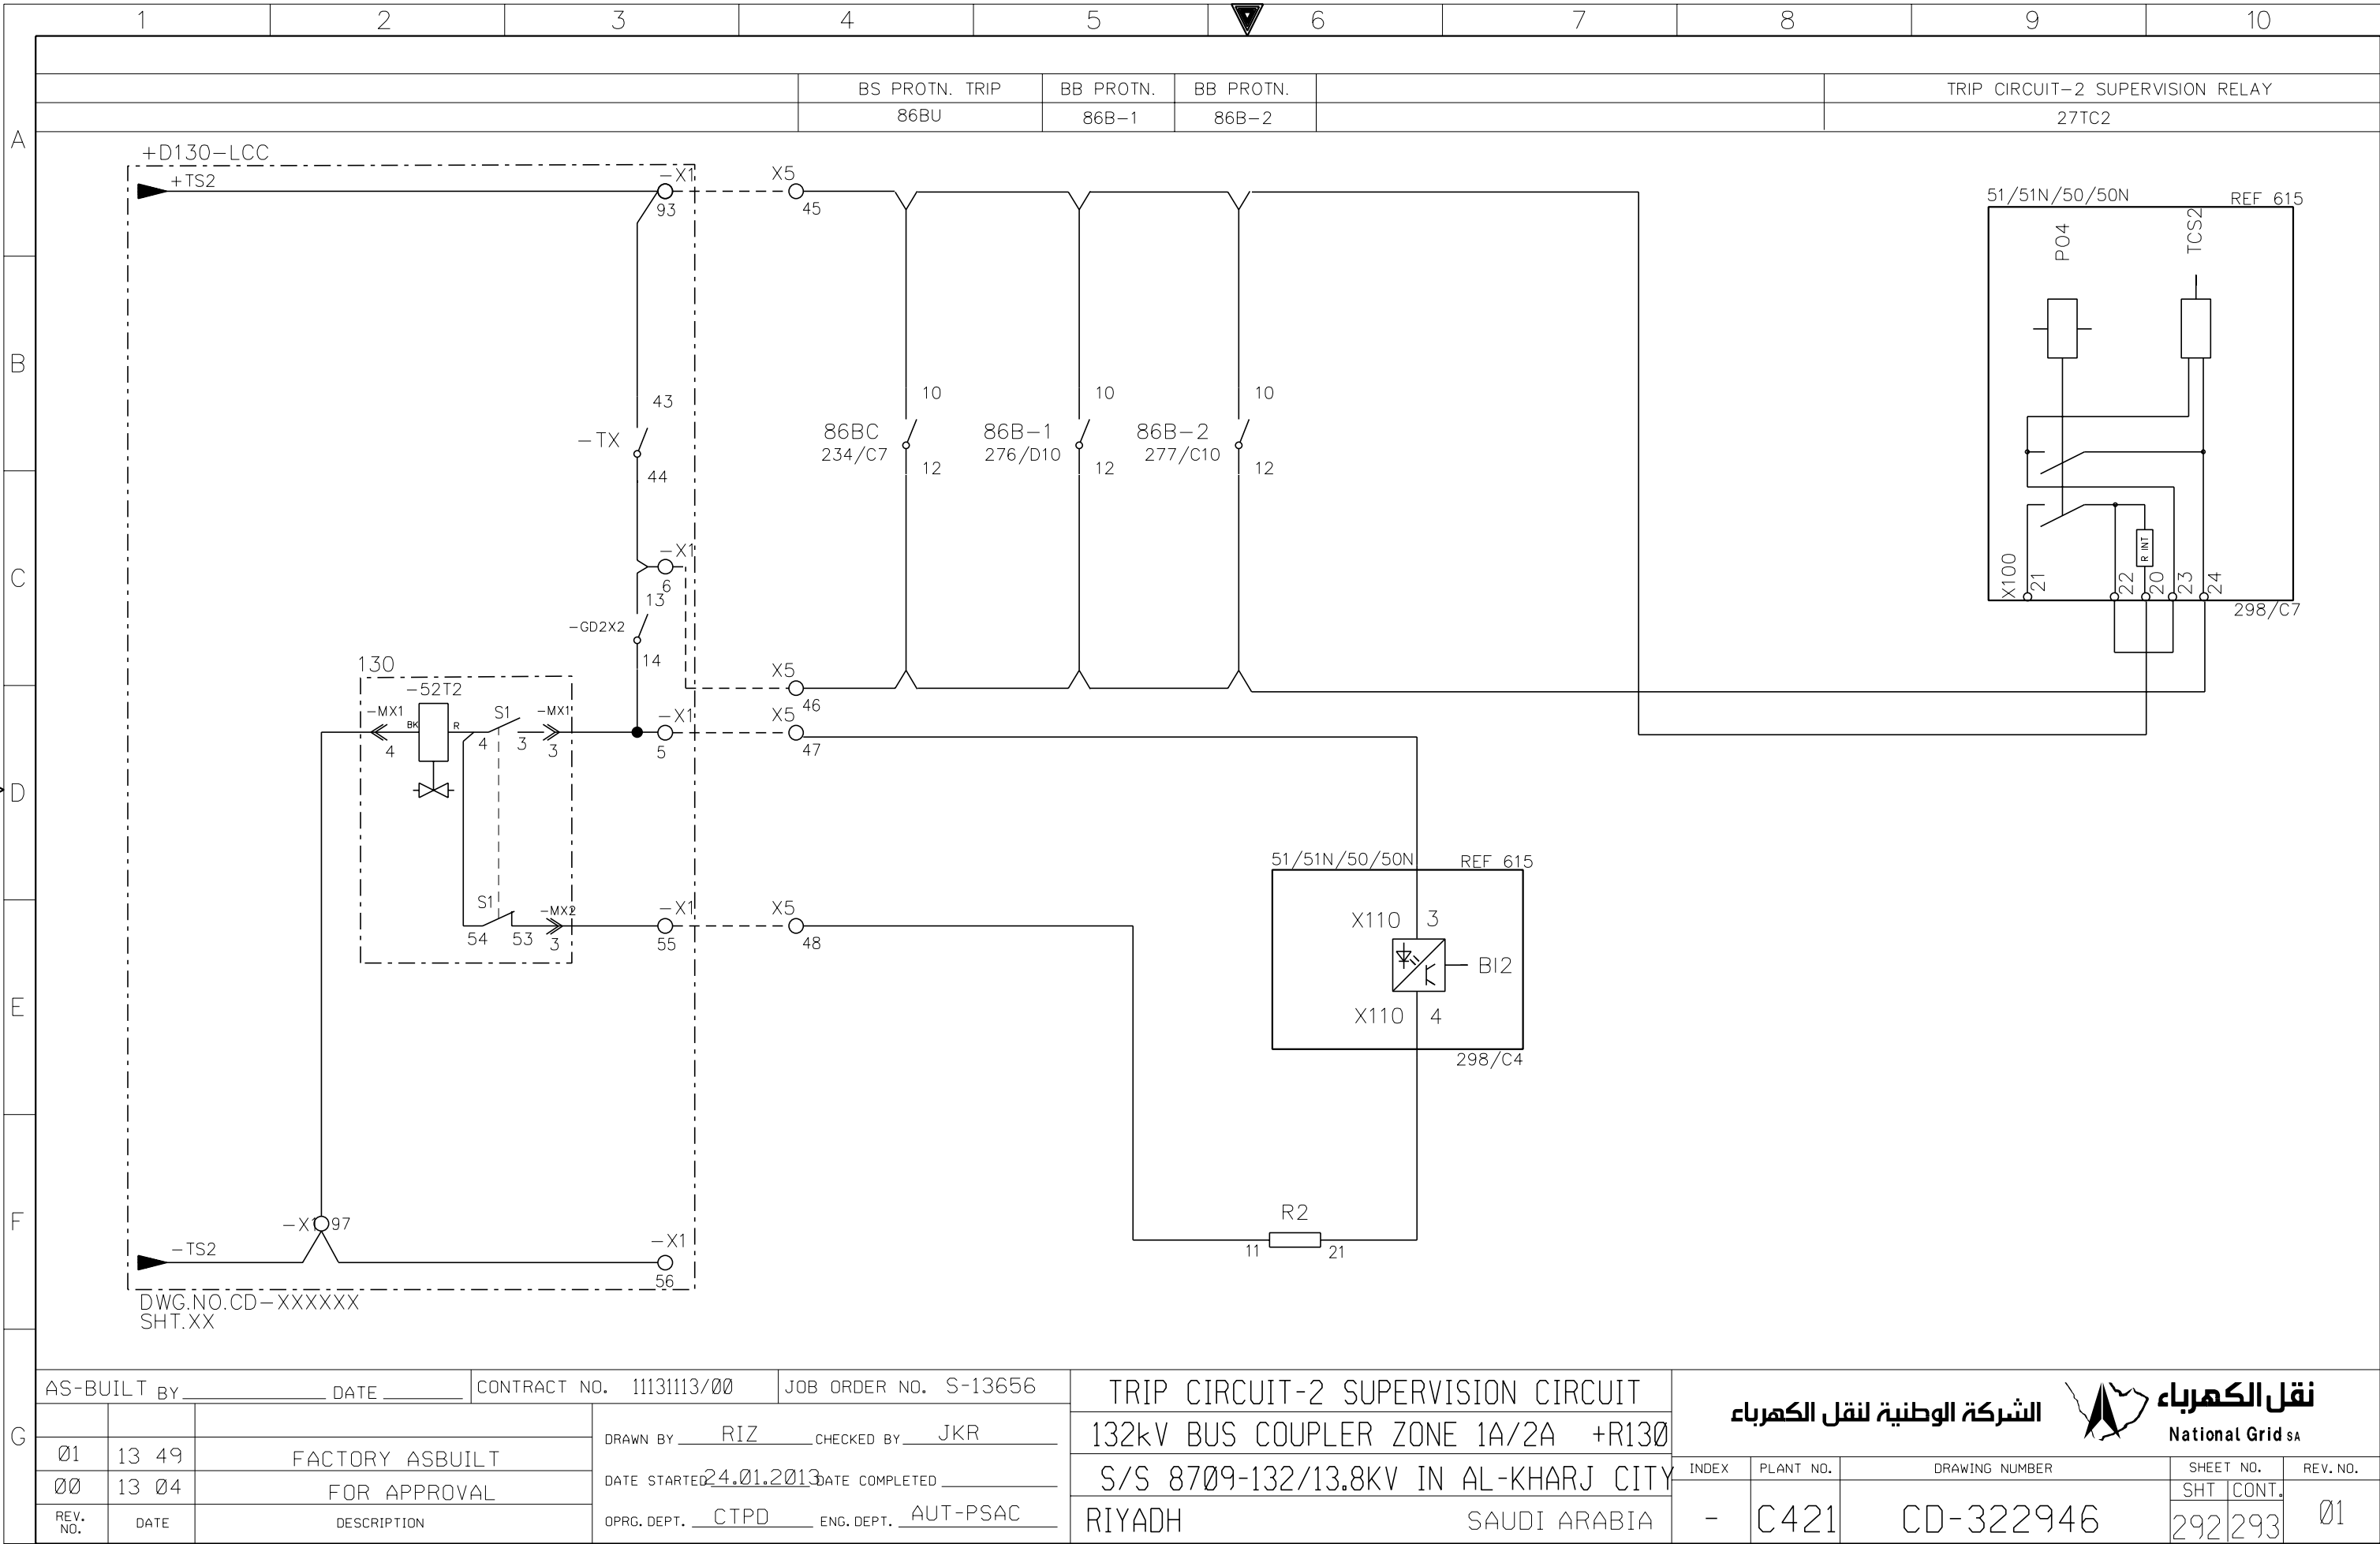 1 2 3 4 5 6 7 8 9 10
BS PROTN. TRIP BB PROTN. BB PROTN. TRIP CIRCUIT-2 SUPERVISION RELAY
86BU 86B-1 86B-2 27TC2
A
B
C
D
E
F
G
+D130-LCC
+TS2
-X1
93
X5
45
51/51N/50/50N REF 615
PO4
TCS2
43
-TX
44
10
86BC
234/C7
12
10
86B-1
276/D10
12
10
86B-2
277/C10
12
-X1
6
13
-GD2X2
14
X100
21
22
R INT
20
23
24
298/C7
130
-52T2
-MX1
4
BK
R
S1
4
3
-MX1
3
X5
46
-X1
5
X5
47
S1
54
53
-MX2
3
-X1
55
X5
48
51/51N/50/50N REF 615
X110 3
BI2
X110 4
298/C4
R2
11
21
-X1 97
-TS2
-X1
56
DWG.NO.CD-XXXXXX
SHT.XX
AS-BUILT BY DATE
CONTRACT NO. 11131113/00
JOB ORDER NO. S-13656
01 13 49 FACTORY ASBUILT
00 13 04 FOR APPROVAL
REV. NO. DATE DESCRIPTION
DRAWN BY RIZ CHECKED BY JKR
DATE STARTED 24.01.2013 DATE COMPLETED
OPRG. DEPT. CTPD ENG. DEPT. AUT-PSAC
TRIP CIRCUIT-2 SUPERVISION CIRCUIT
132kV BUS COUPLER ZONE 1A/2A +R130
S/S 8709-132/13.8KV IN AL-KHARJ CITY
RIYADH SAUDI ARABIA
الشركة الوطنية لنقل الكهرباء
نقل الكهرباء
National Grid SA
INDEX PLANT NO. DRAWING NUMBER SHEET NO. REV. NO.
SHT CONT.
- C421 CD-322946 292 293 01